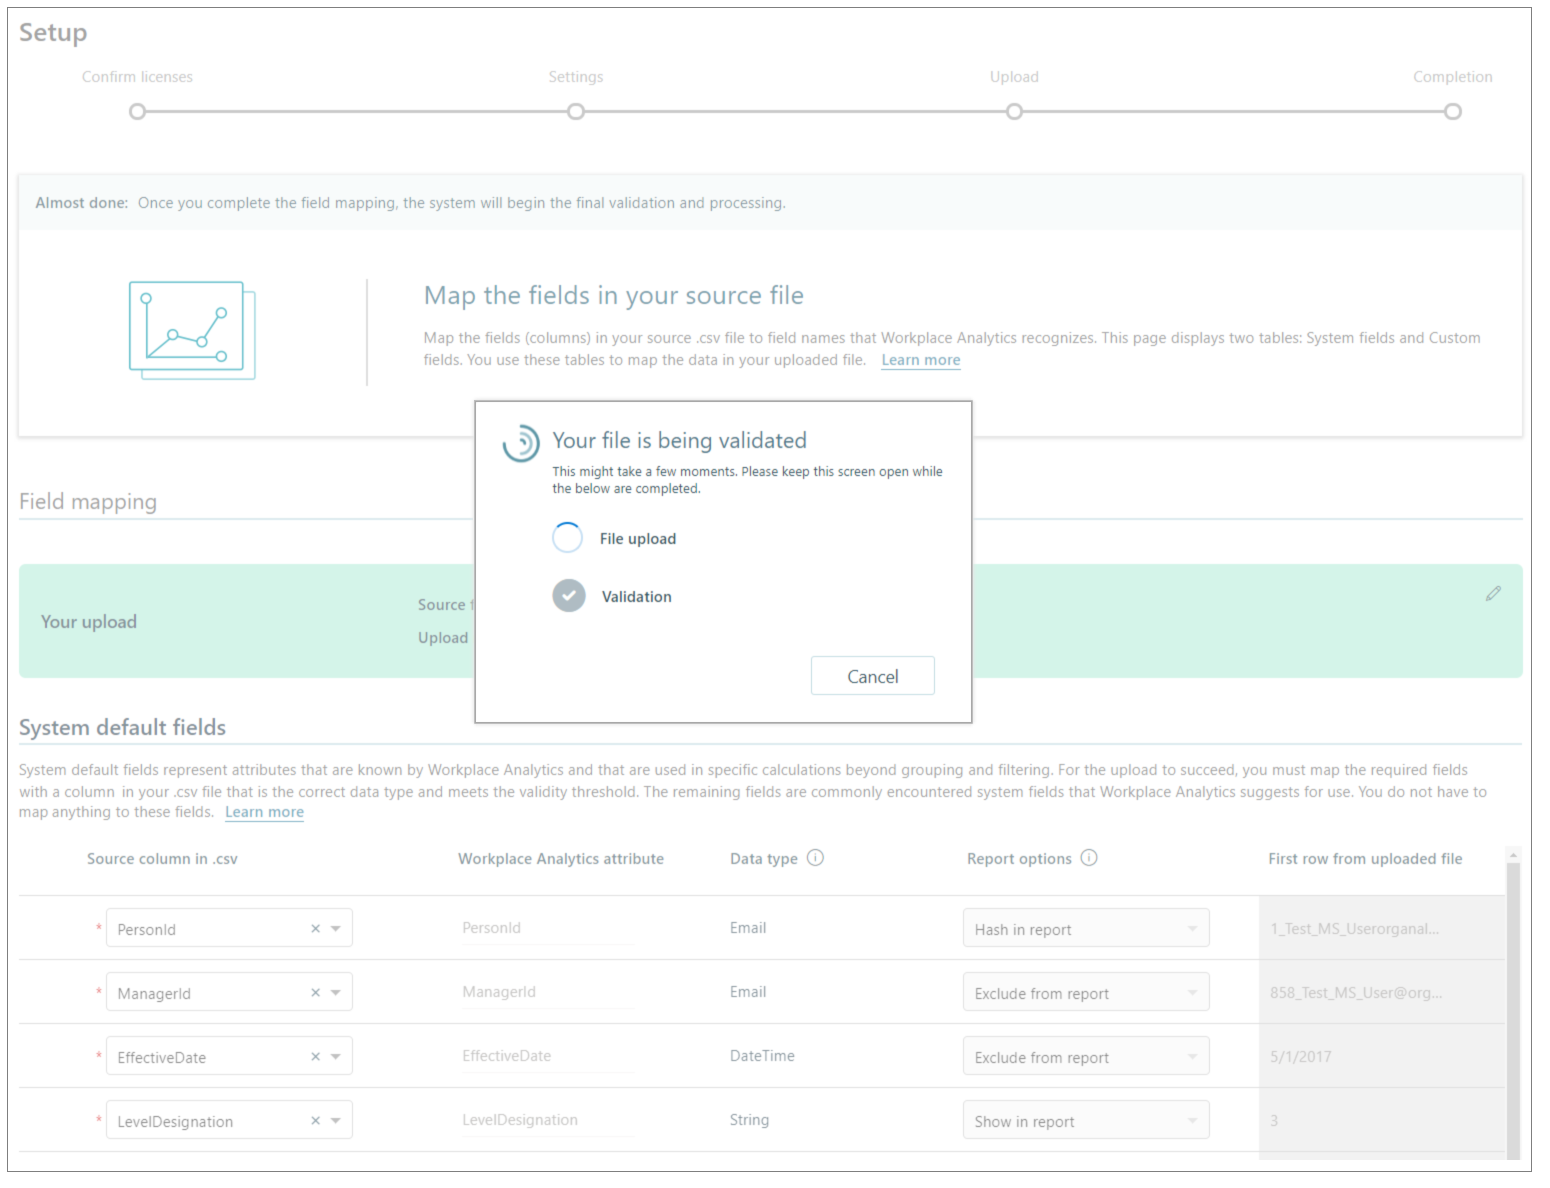 Setup
Confirm licenses
Settings
Upload
Completion
Almost done: Once you complete the field mapping, the system will begin the final validation and processing.
Map the fields in your source file
Map the fields (columns) in your source .csv file to field names that Workplace Analytics recognizes. This page displays two tables: System fields and Custom
fields. You use these tables to map the data in your uploaded file. Learn more
Your file is being validated
This might take a few moments. Please keep this screen open while
the below are completed.
File upload
Validation
Cancel
Field mapping
Your upload
Source
Upload
System default fields
System default fields represent attributes that are known by Workplace Analytics and that are used in specific calculations beyond grouping and filtering. For the upload to succeed, you must map the required fields
with a column in your .csv file that is the correct data type and meets the validity threshold. The remaining fields are commonly encountered system fields that Workplace Analytics suggests for use. You do not have to
map anything to these fields. Learn more
Source column in .csv Workplace Analytics attribute Data type Report options First row from uploaded file
* PersonId PersonId Email Hash in report 1_Test_MS_Userorganal...
* ManagerId ManagerId Email Exclude from report 858_Test_MS_User@org...
* EffectiveDate EffectiveDate DateTime Exclude from report 5/1/2017
* LevelDesignation LevelDesignation String Show in report 3